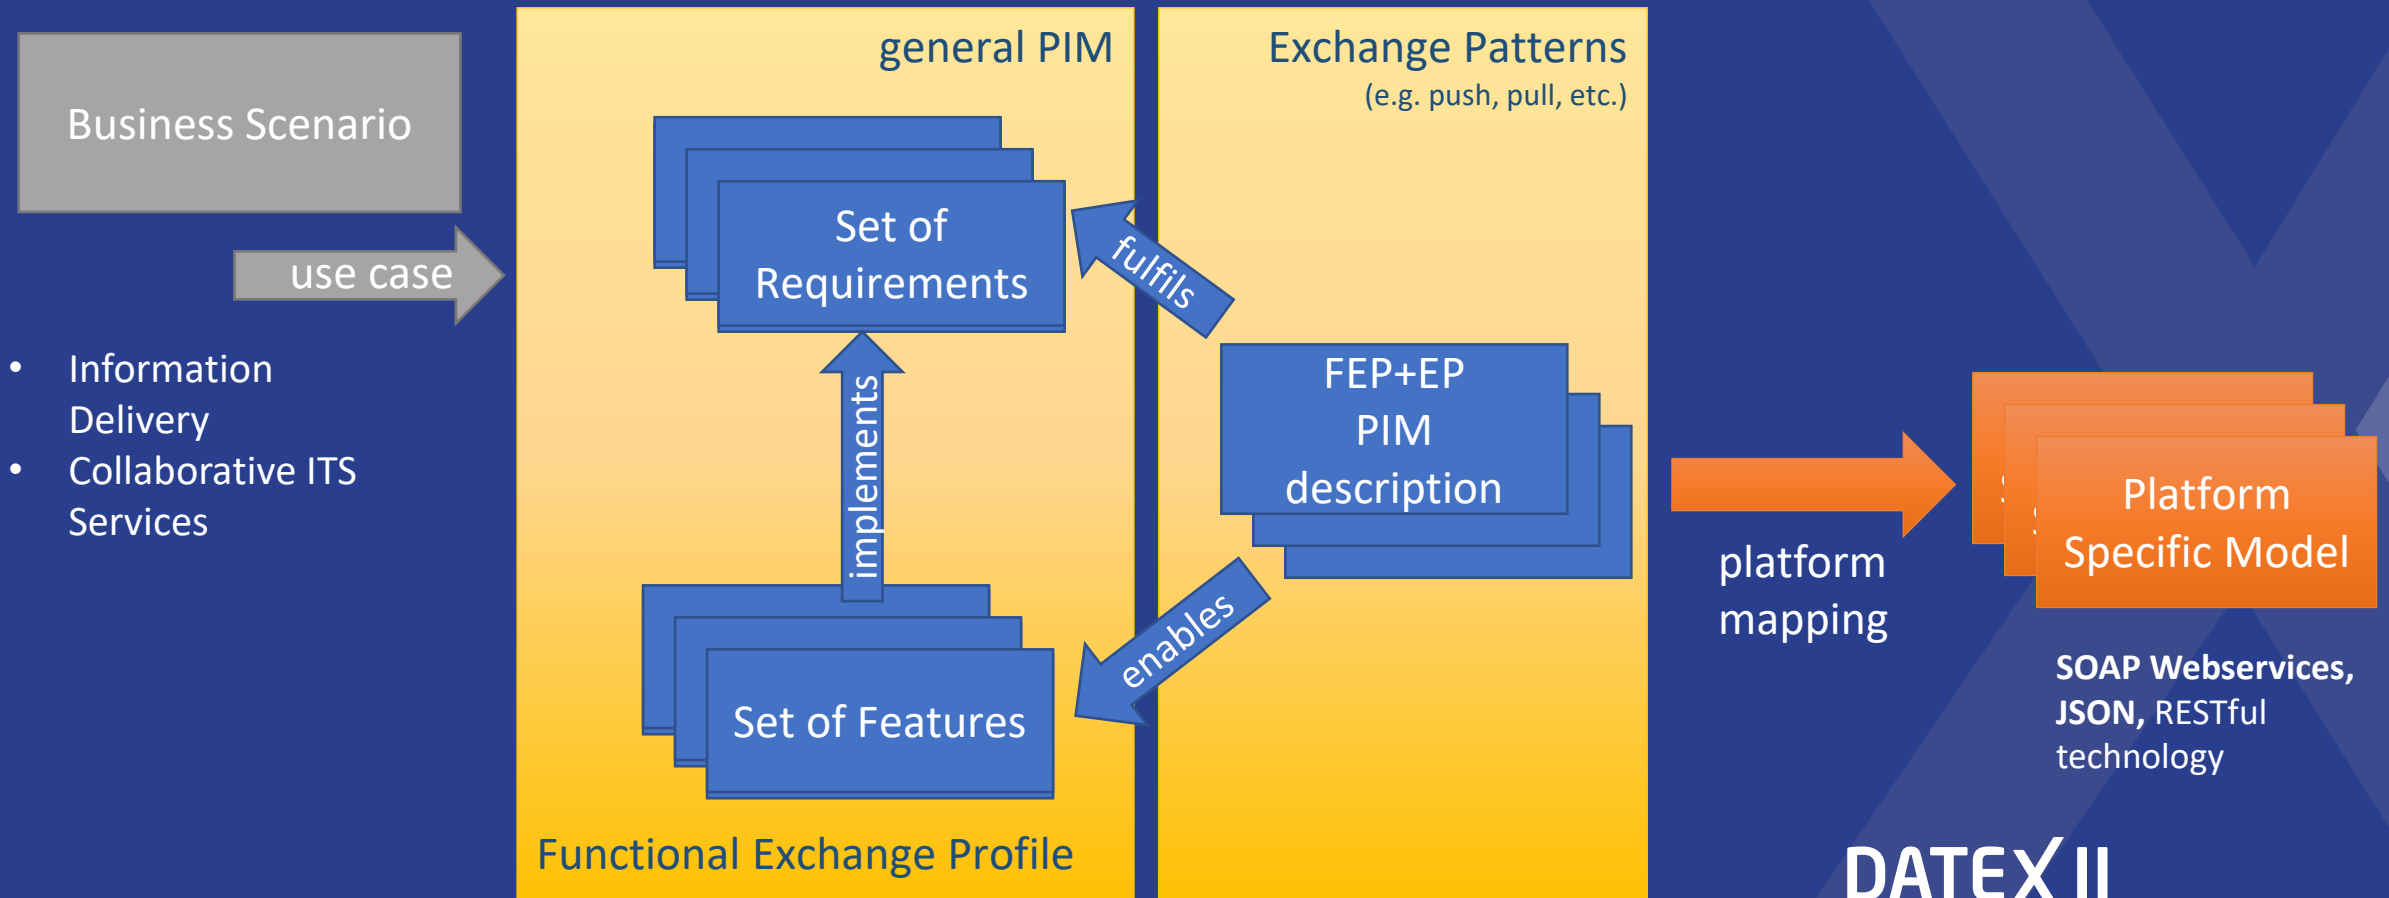 Business Scenario
use case
• Information
Delivery
• Collaborative ITS
Services
general PIM
Set of
Requirements
implements
Set of Features
Functional Exchange Profile
Exchange Patterns
(e.g. push, pull, etc.)
fulfils
FEP+EP
PIM
description
enables
platform
mapping
Platform
Specific Model
SOAP Webservices,
JSON, RESTful
technology
DATEX II